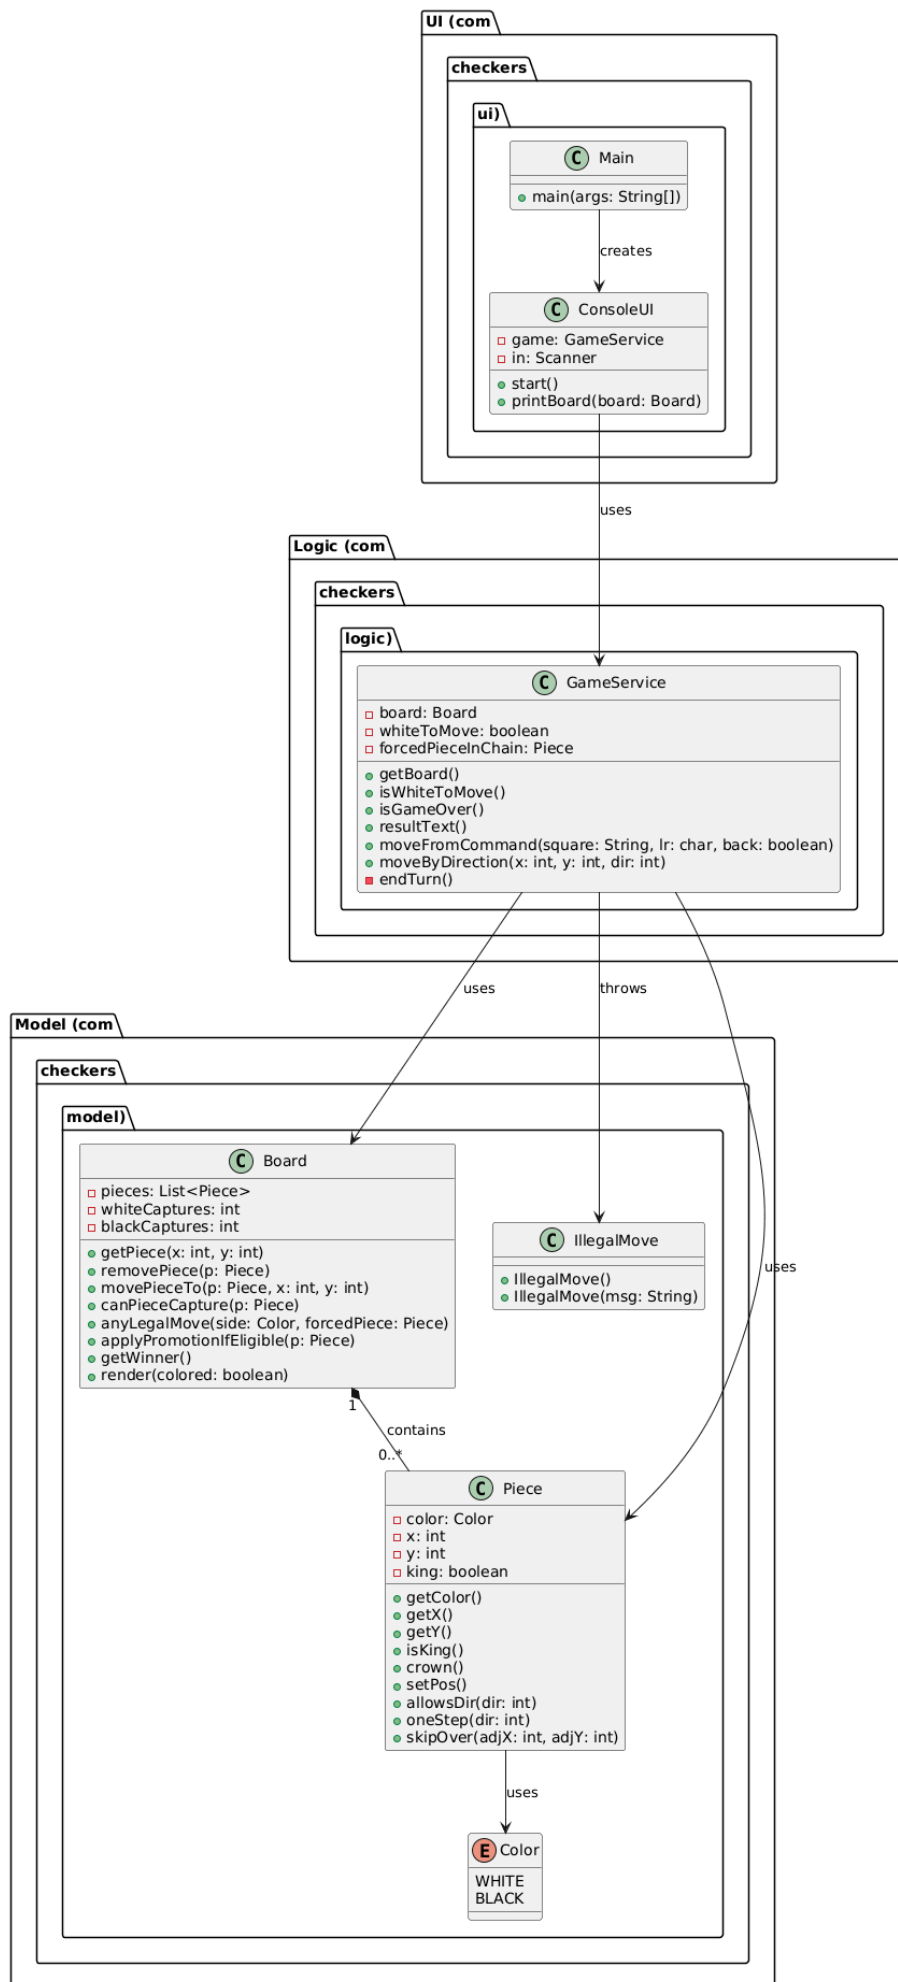 UI (com
checkers
ui)
C Main
main(args: String[])
creates
C ConsoleUI
game: GameService
in: Scanner
start()
printBoard(board: Board)
uses
Logic (com
checkers
logic)
C GameService
board: Board
whiteToMove: boolean
forcedPieceInChain: Piece
getBoard()
isWhiteToMove()
isGameOver()
resultText()
moveFromCommand(square: String, lr: char, back: boolean)
moveByDirection(x: int, y: int, dir: int)
endTurn()
uses
throws
uses
Model (com
checkers
model)
C Board
pieces: List<Piece>
whiteCaptures: int
blackCaptures: int
getPiece(x: int, y: int)
removePiece(p: Piece)
movePieceTo(p: Piece, x: int, y: int)
canPieceCapture(p: Piece)
anyLegalMove(side: Color, forcedPiece: Piece)
applyPromotionIfEligible(p: Piece)
getWinner()
render(colored: boolean)
C IllegalMove
IllegalMove()
IllegalMove(msg: String)
1
contains
0..*
C Piece
color: Color
x: int
y: int
king: boolean
getColor()
getX()
getY()
isKing()
crown()
setPos()
allowsDir(dir: int)
oneStep(dir: int)
skipOver(adjX: int, adjY: int)
uses
E Color
WHITE
BLACK